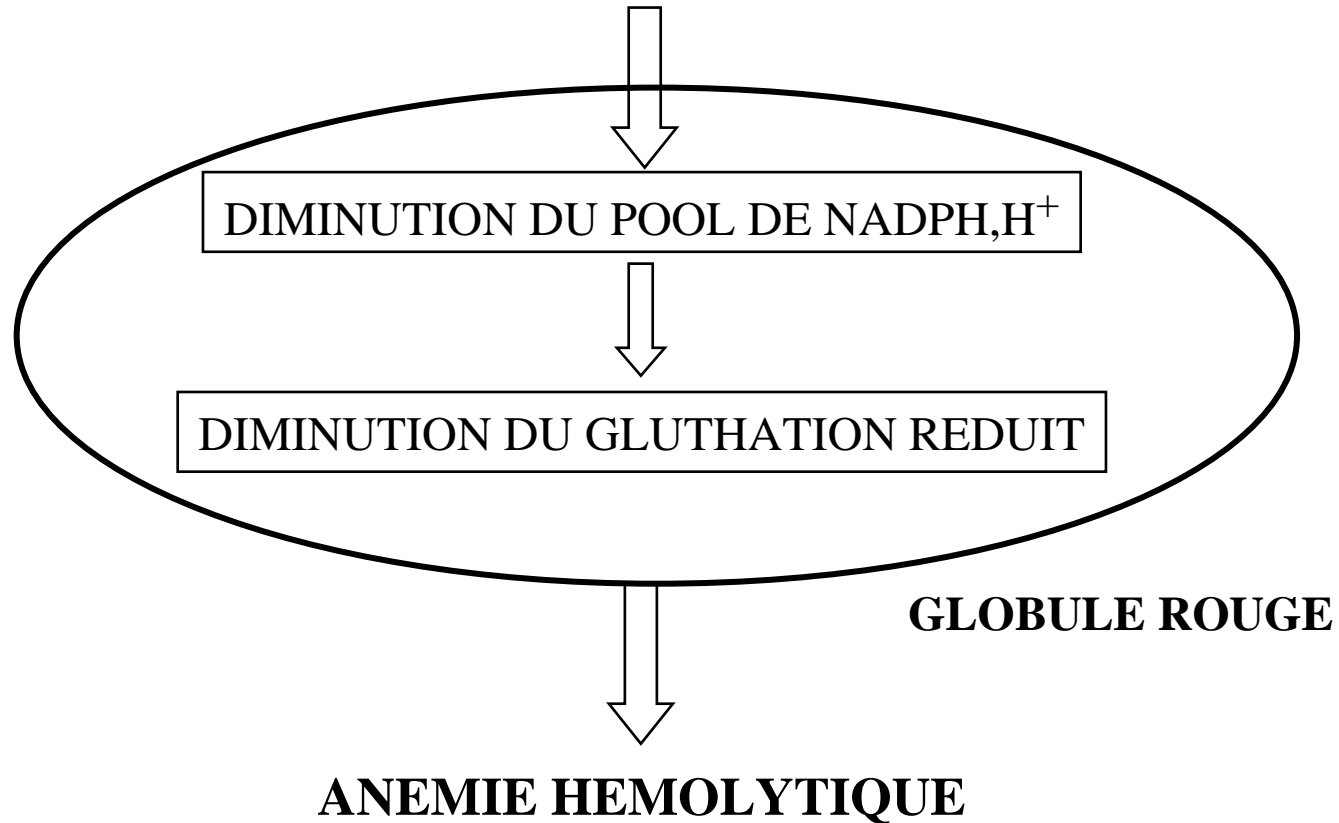 DIMINUTION DU POOL DE NADPH,H⁺
DIMINUTION DU GLUTHATION REDUIT
GLOBULE ROUGE
ANEMIE HEMOLYTIQUE